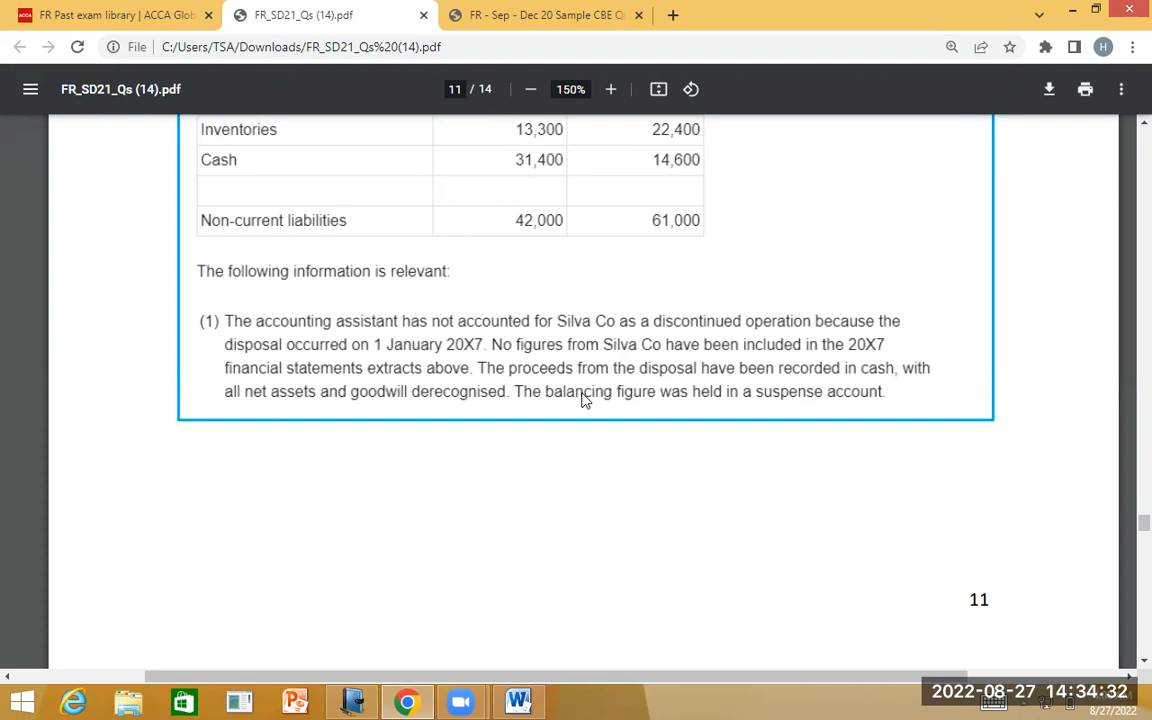 FR Past exam library | ACCA Glob
FR_SD21_Qs (14).pdf
FR - Sep - Dec 20 Sample CBE Q
File C:/Users/TSA/Downloads/FR_SD21_Qs%20(14).pdf
H
FR_SD21_Qs (14).pdf
11 / 14
150%
Inventories 13,300 22,400
Cash 31,400 14,600
Non-current liabilities 42,000 61,000
The following information is relevant:
(1) The accounting assistant has not accounted for Silva Co as a discontinued operation because the
disposal occurred on 1 January 20X7. No figures from Silva Co have been included in the 20X7
financial statements extracts above. The proceeds from the disposal have been recorded in cash, with
all net assets and goodwill derecognised. The balancing figure was held in a suspense account.
11
2022-08-27 14:34:32
8/27/2022